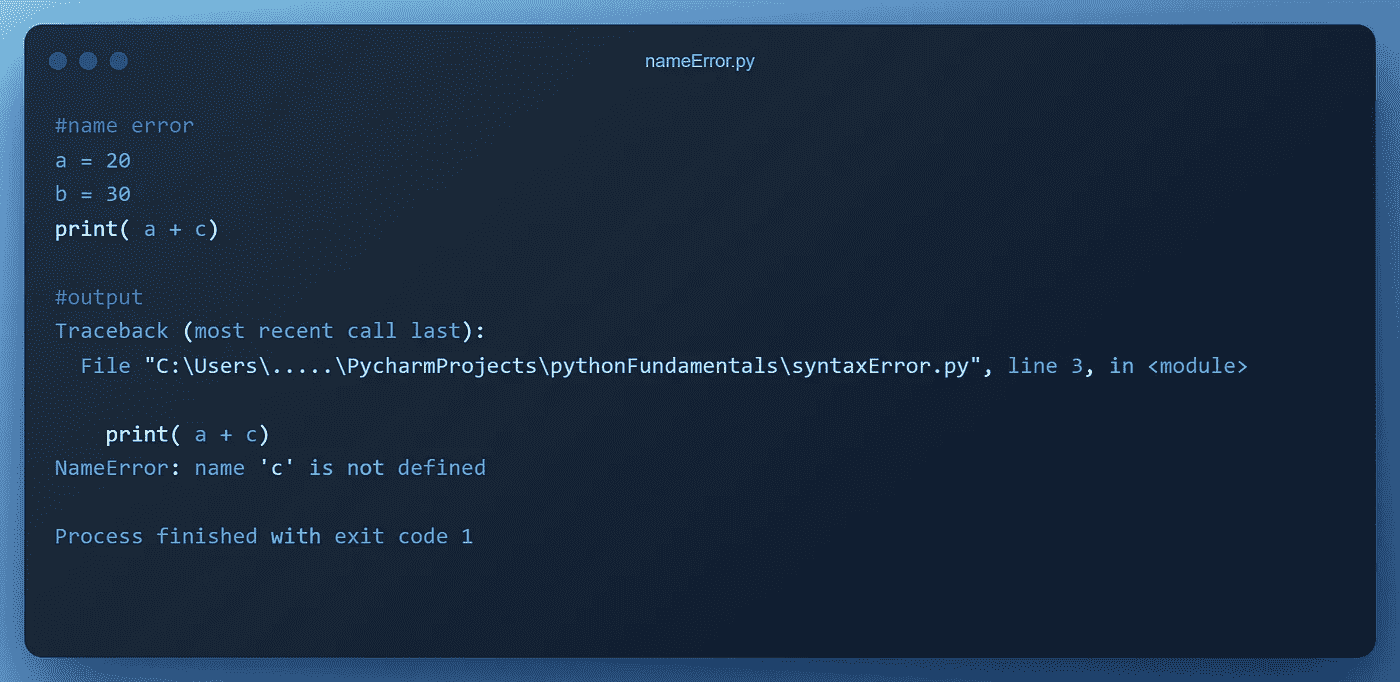 nameError.py
#name error
a = 20
b = 30
print( a + c)
#output
Traceback (most recent call last):
  File "C:\Users\.....\PycharmProjects\pythonFundamentals\syntaxError.py", line 3, in <module>
    print( a + c)
NameError: name 'c' is not defined
Process finished with exit code 1